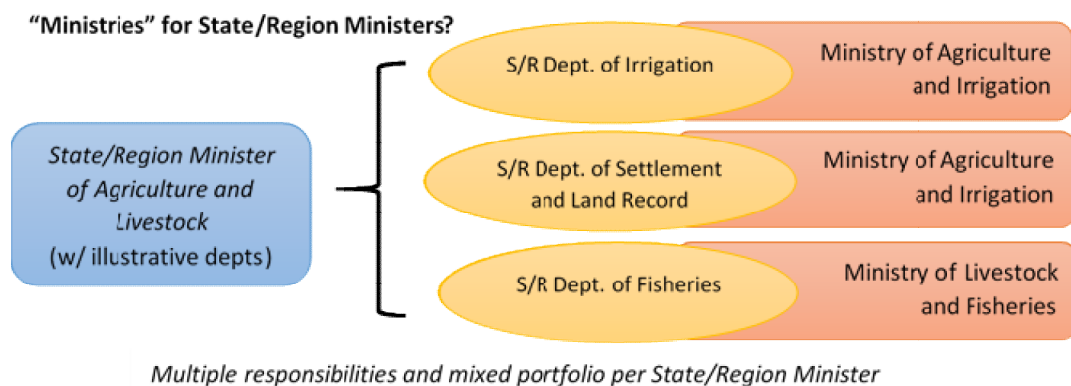 “Ministries” for State/Region Ministers?
State/Region Minister
of Agriculture and
Livestock
(w/ illustrative depts)
S/R Dept. of Irrigation
Ministry of Agriculture
and Irrigation
S/R Dept. of Settlement
and Land Record
Ministry of Agriculture
and Irrigation
S/R Dept. of Fisheries
Ministry of Livestock
and Fisheries
Multiple responsibilities and mixed portfolio per State/Region Minister